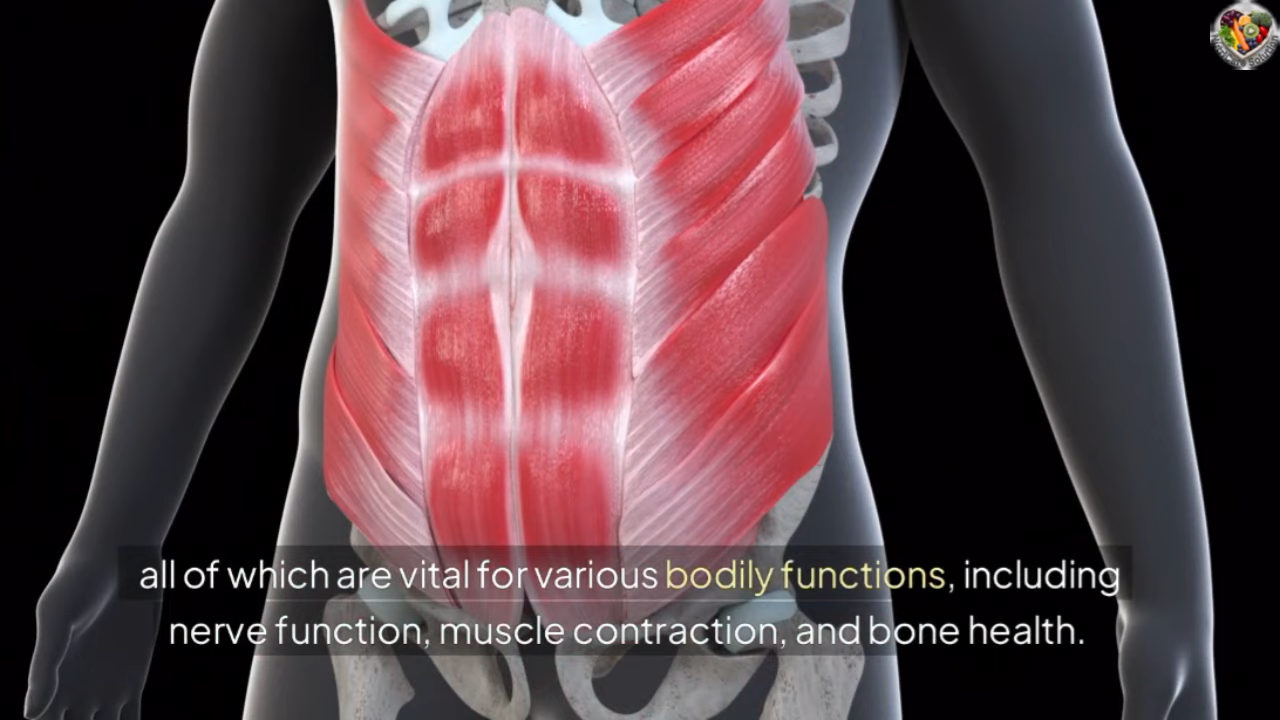 all of which are vital for various bodily functions, including
nerve function, muscle contraction, and bone health.